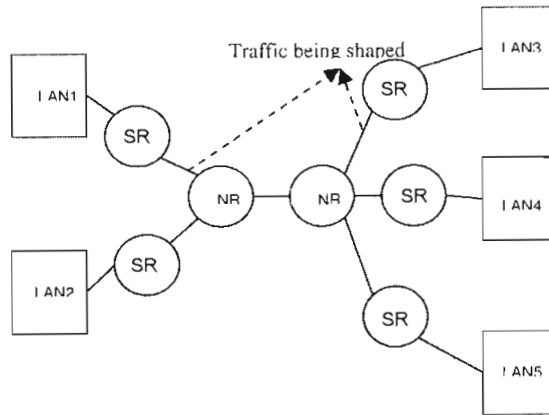 Traffic being shaped
LAN3
LAN1
SR
SR
NR
NR
SR
LAN4
LAN2
SR
SR
LAN5